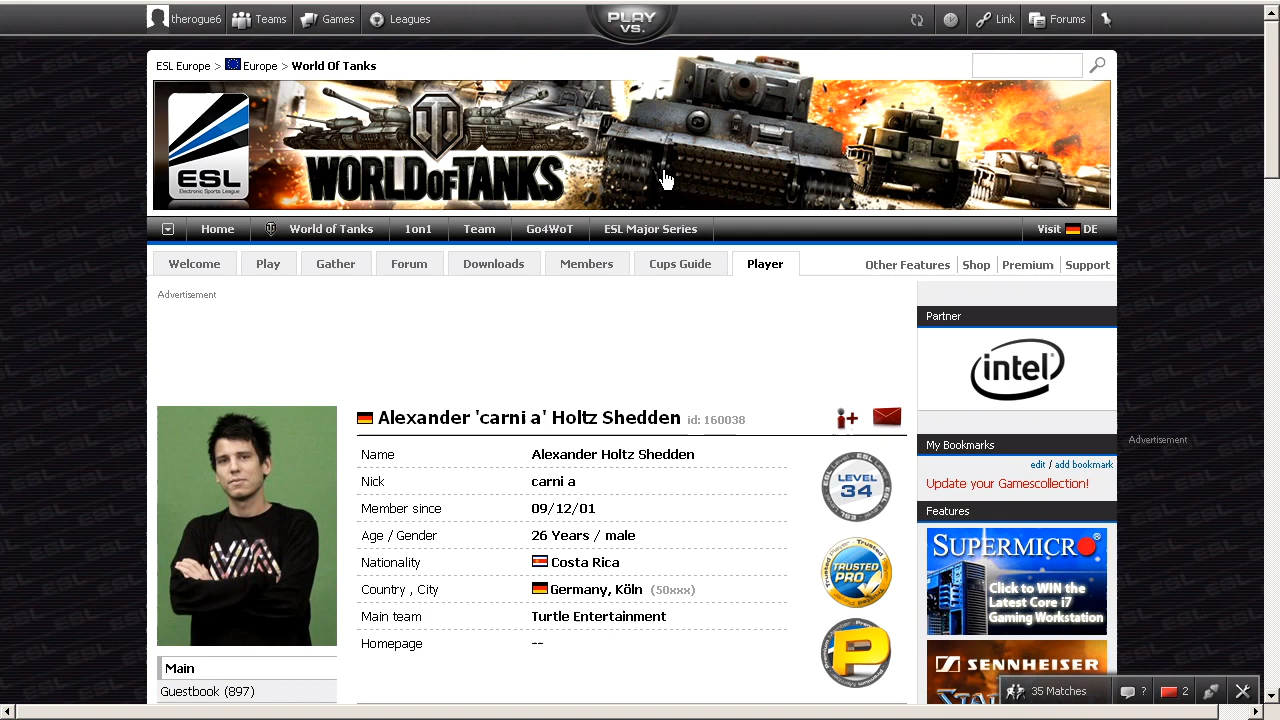 therogue6 Teams Games Leagues PLAY VS. Link Forums
ESL Europe > Europe > World Of Tanks
ESL
Electronic Sports League
WORLD OF TANKS
Home World of Tanks 1on1 Team Go4WoT ESL Major Series Visit DE
Welcome Play Gather Forum Downloads Members Cups Guide Player Other Features Shop Premium Support
Advertisement
Partner
intel
Alexander 'carni a' Holtz Shedden id: 160038
Name Alexander Holtz Shedden
Nick carni a
Member since 09/12/01
Age / Gender 26 Years / male
Nationality Costa Rica
Country / City Germany, Köln (50xxx)
Main team Turtle Entertainment
Homepage --
LEVEL
34
TRUSTED
PRO
P
Main
Guestbook (897)
My Bookmarks
Advertisement
edit / add bookmark
Update your Gamescollection!
Features
SUPERMICRO®
Click to WIN the
Latest Core i7
Gaming Workstation
SENNHEISER
35 Matches ? 2